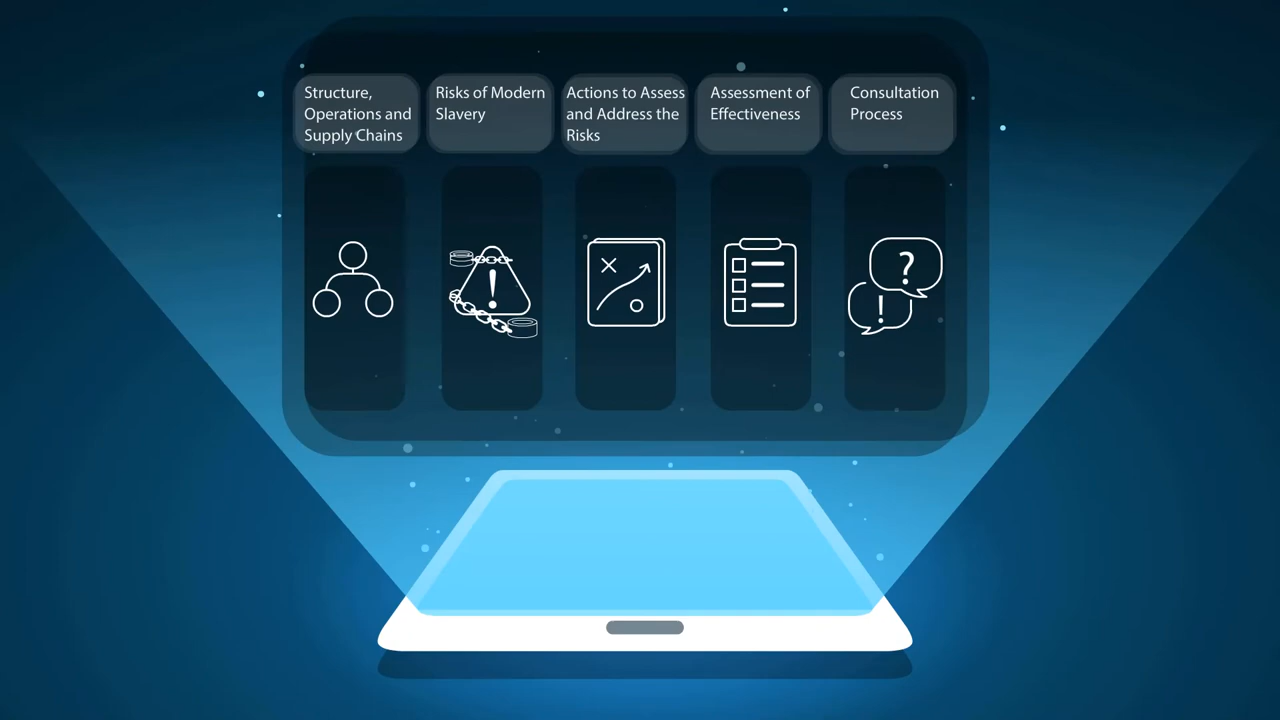 Structure,
Operations and
Supply Chains
Risks of Modern
Slavery
Actions to Assess
and Address the
Risks
Assessment of
Effectiveness
Consultation
Process
!
?
!